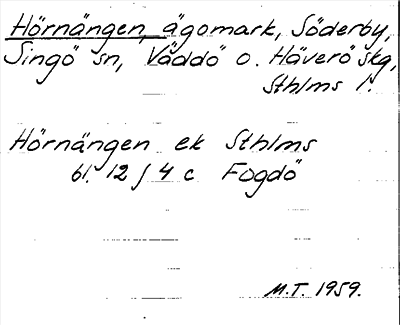 Hörnängen, ägomark, Söderby,
Singö sn, Väddö o. Häverö skg,
Sthlms l.
Hörnängen ek Sthlms
bl. 12 J 4 c Fogdö
M.T. 1959.